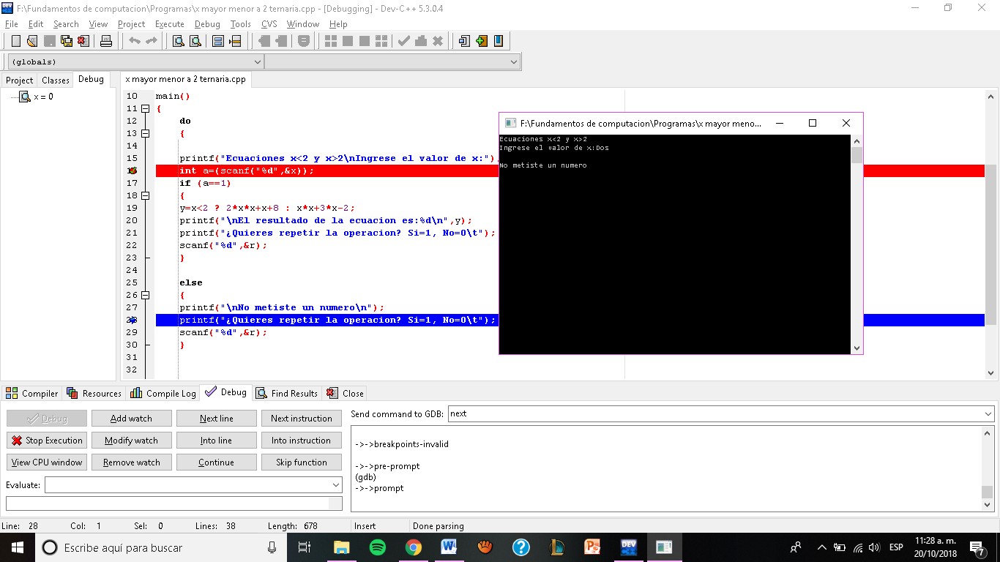 F:\Fundamentos de computacion\Programas\x mayor menor a 2 ternaria.cpp - [Debugging] - Dev-C++ 5.3.0.4
File Edit Search View Project Execute Debug Tools CVS Window Help
(globals)
Project Classes Debug
x mayor menor a 2 ternaria.cpp
x = 0
10 main()
11 {
12 do
13 {
14
15 printf("Ecuaciones x<2 y x>2\nIngrese el valor de x:");
int a=(scanf("%d",&x));
17 if (a==1)
18 {
19 y=x<2 ? 2*x*x+x+8 : x*x+3*x-2;
20 printf("\nEl resultado de la ecuacion es:%d\n",y);
21 printf("¿Quieres repetir la operacion? Si=1, No=0\t");
22 scanf("%d",&r);
23 }
24
25 else
26 {
27 printf("\nNo metiste un numero\n");
28 printf("¿Quieres repetir la operacion? Si=1, No=0\t");
29 scanf("%d",&r);
30 }
31
32
F:\Fundamentos de computacion\Programas\x mayor meno...
Ecuaciones x<2 y x>2
Ingrese el valor de x:Dos
No metiste un numero
Compiler Resources Compile Log Debug Find Results Close
Debug Add watch Next line Next instruction
Stop Execution Modify watch Into line Into instruction
View CPU window Remove watch Continue Skip function
Evaluate:
Send command to GDB: next
->->breakpoints-invalid
->->pre-prompt
(gdb)
->->prompt
Line: 28 Col: 1 Sel: 0 Lines: 38 Length: 678 Insert Done parsing
Escribe aquí para buscar
ESP
11:28 a. m.
20/10/2018
7